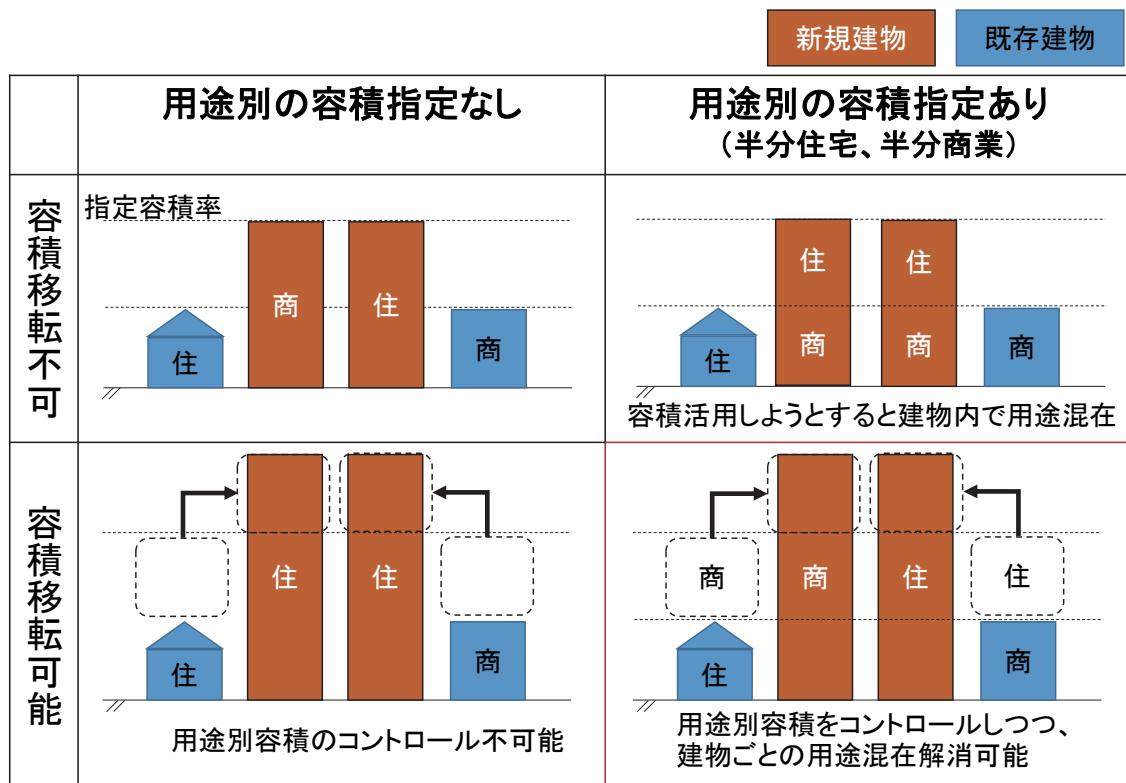 新規建物
既存建物
用途別の容積指定なし
用途別の容積指定あり
(半分住宅、半分商業)
容積移転不可
指定容積率
住
商
住
商
住
住
商
住
商
住
商
容積活用しようとすると建物内で用途混在
容積移転可能
住
住
住
商
用途別容積のコントロール不可能
商
商
住
住
住
商
用途別容積をコントロールしつつ、
建物ごとの用途混在解消可能